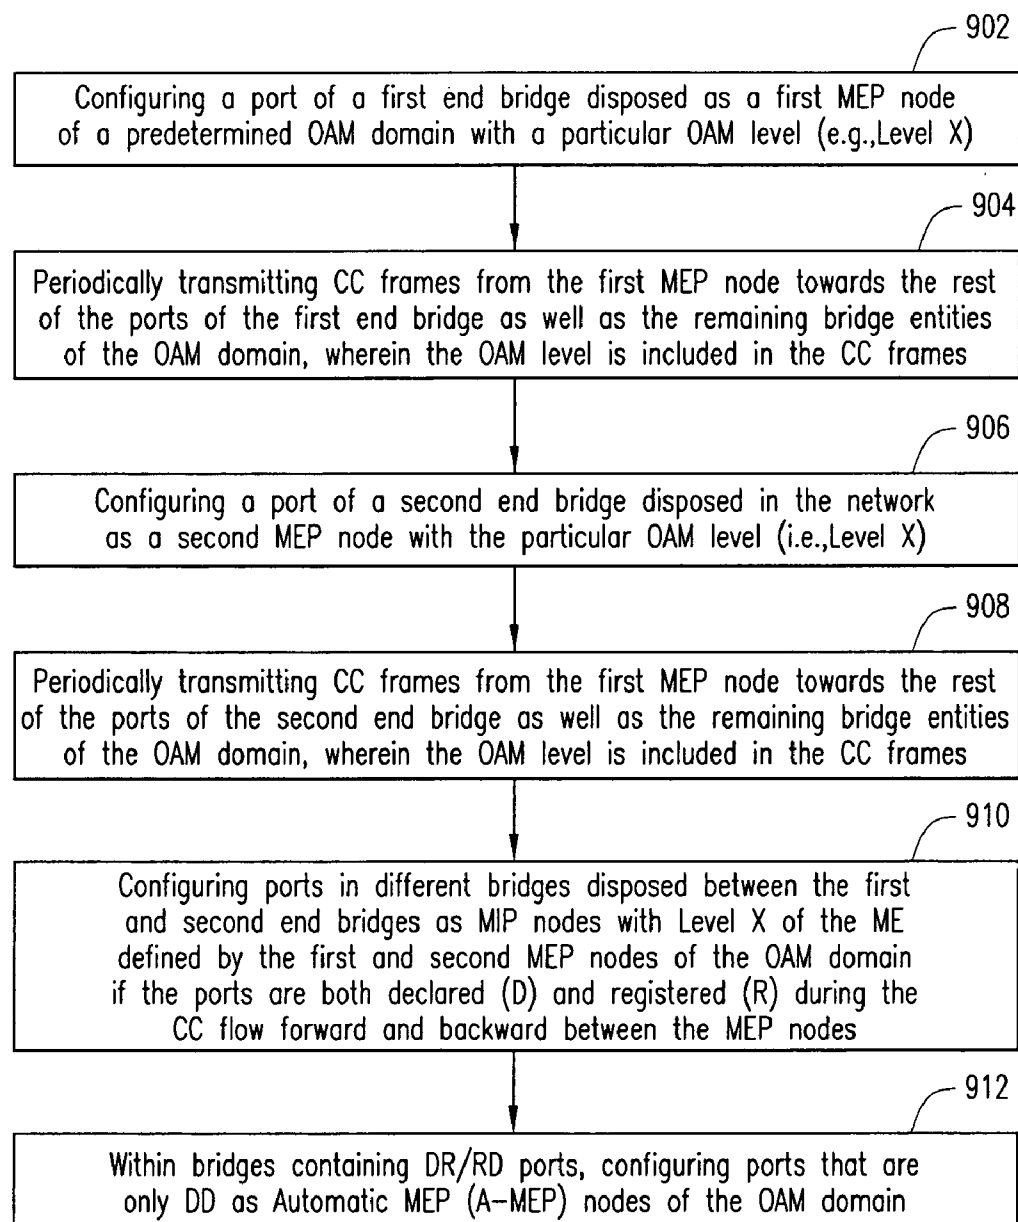 902
Configuring a port of a first end bridge disposed as a first MEP node
of a predetermined OAM domain with a particular OAM level (e.g.,Level X)
904
Periodically transmitting CC frames from the first MEP node towards the rest
of the ports of the first end bridge as well as the remaining bridge entities
of the OAM domain, wherein the OAM level is included in the CC frames
906
Configuring a port of a second end bridge disposed in the network
as a second MEP node with the particular OAM level (i.e.,Level X)
908
Periodically transmitting CC frames from the first MEP node towards the rest
of the ports of the second end bridge as well as the remaining bridge entities
of the OAM domain, wherein the OAM level is included in the CC frames
910
Configuring ports in different bridges disposed between the first
and second end bridges as MIP nodes with Level X of the ME
defined by the first and second MEP nodes of the OAM domain
if the ports are both declared (D) and registered (R) during the
CC flow forward and backward between the MEP nodes
912
Within bridges containing DR/RD ports, configuring ports that are
only DD as Automatic MEP (A-MEP) nodes of the OAM domain